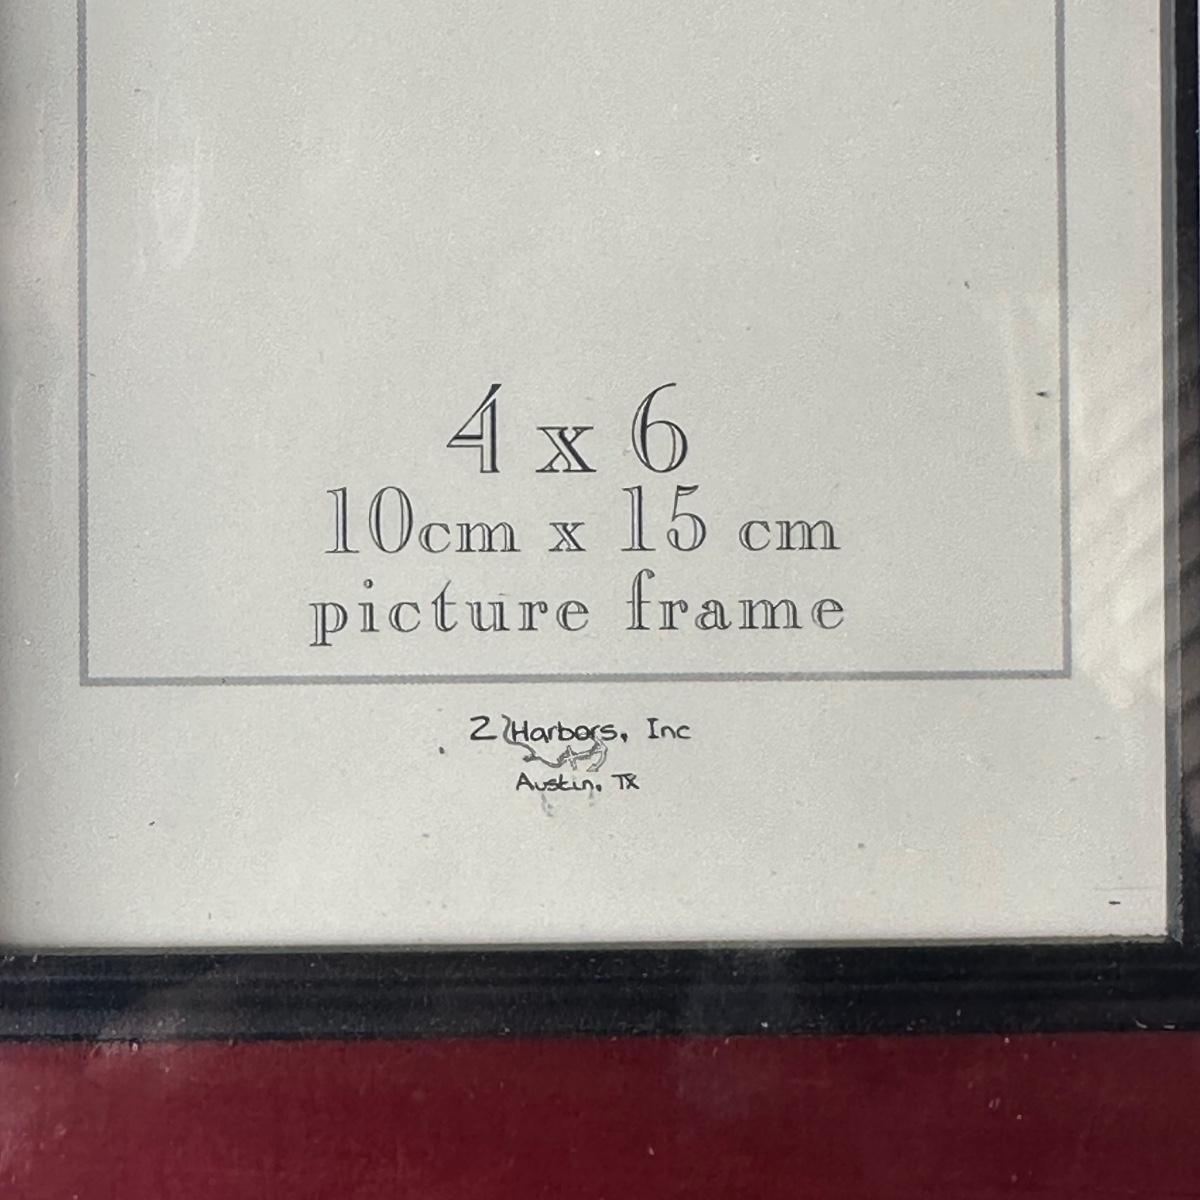 4 x 6
10cm x 15 cm
picture frame
2 Harbors, Inc
Austin, TX